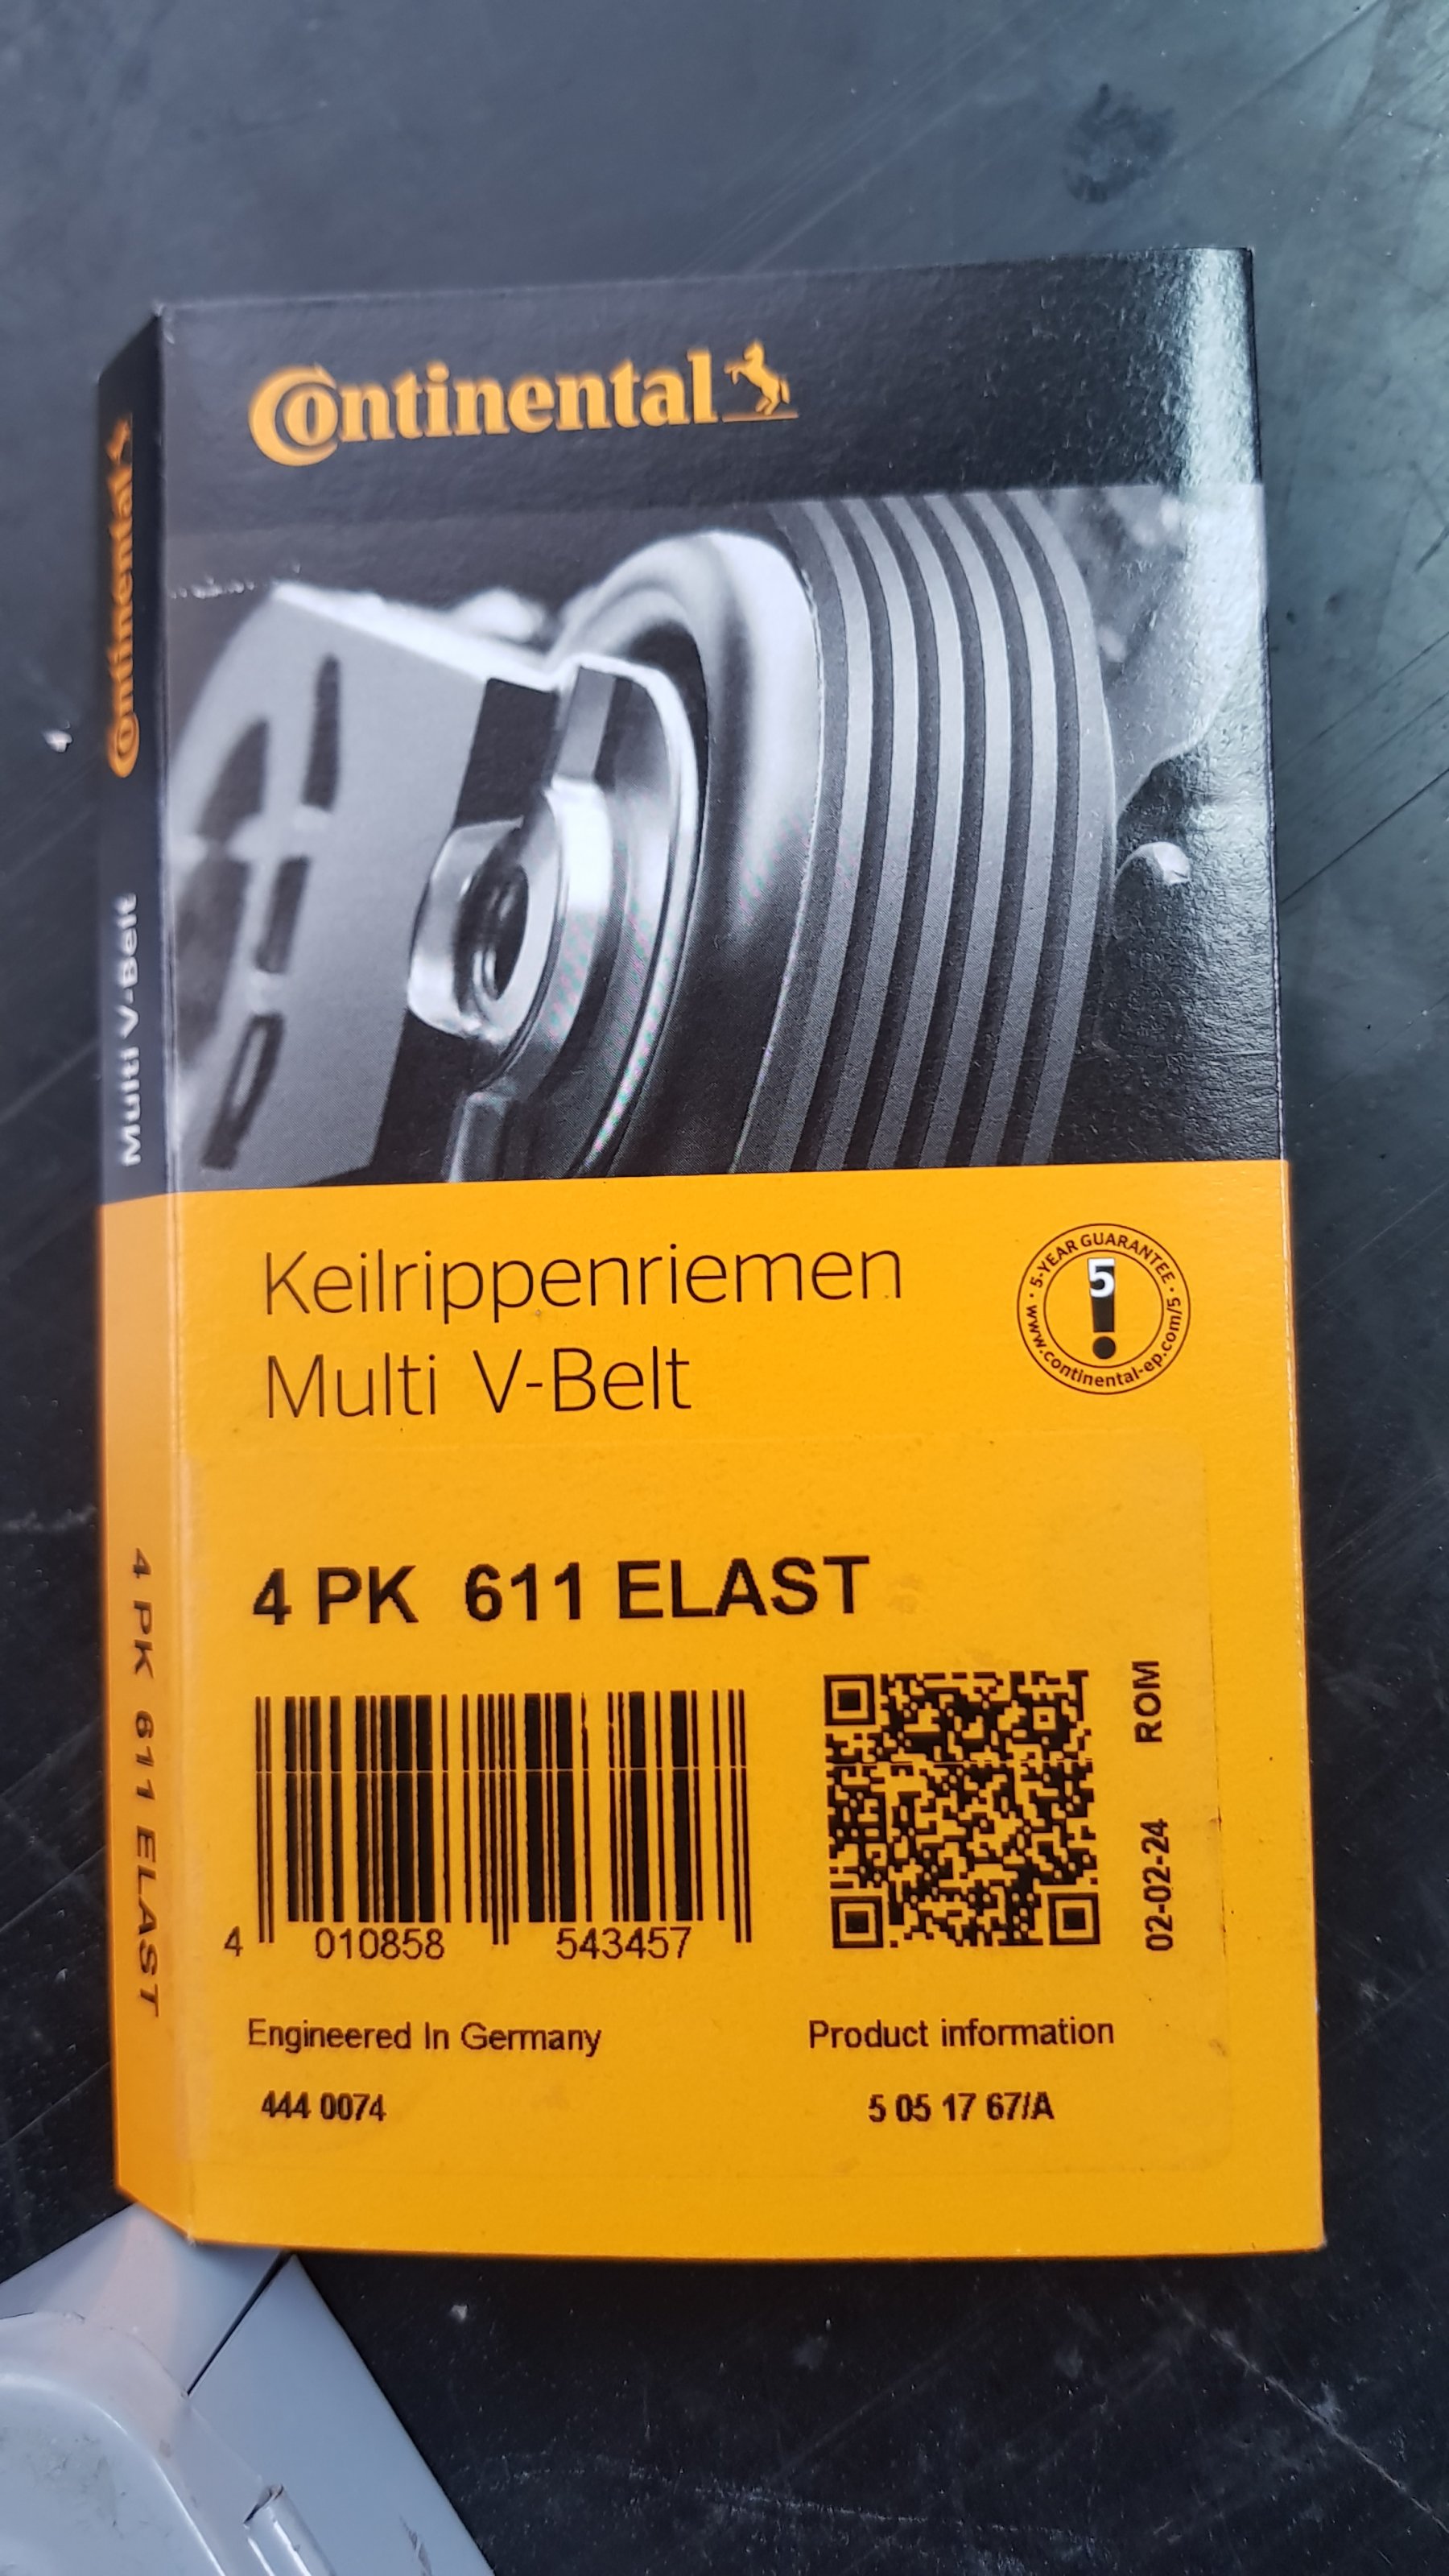 Continental
Continental
Multi V-Belt
4 PK 611 ELAST
Keilrippenriemen
Multi V-Belt
• 5-YEAR GUARANTEE •
www.continental-ep.com/5
5
4 PK 611 ELAST
4 010858 543457
ROM
02-02-24
Engineered In Germany
Product information
444 0074
5 05 17 67/A